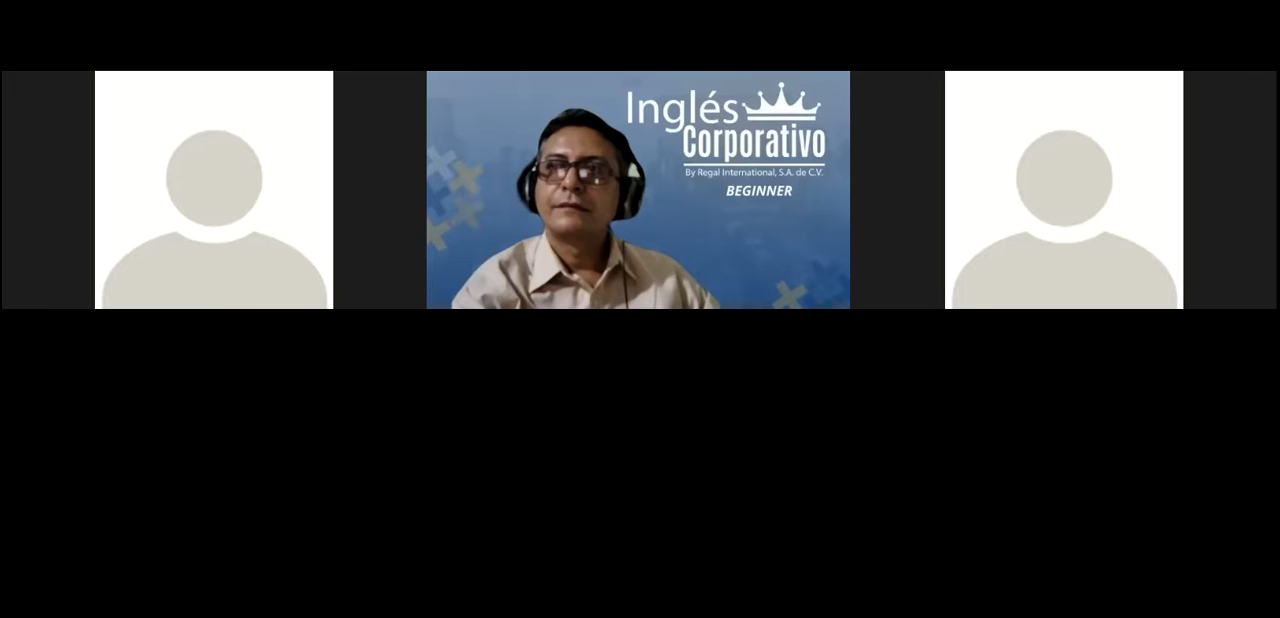 Inglés
Corporativo
By Regal International, S.A. de C.V.
BEGINNER